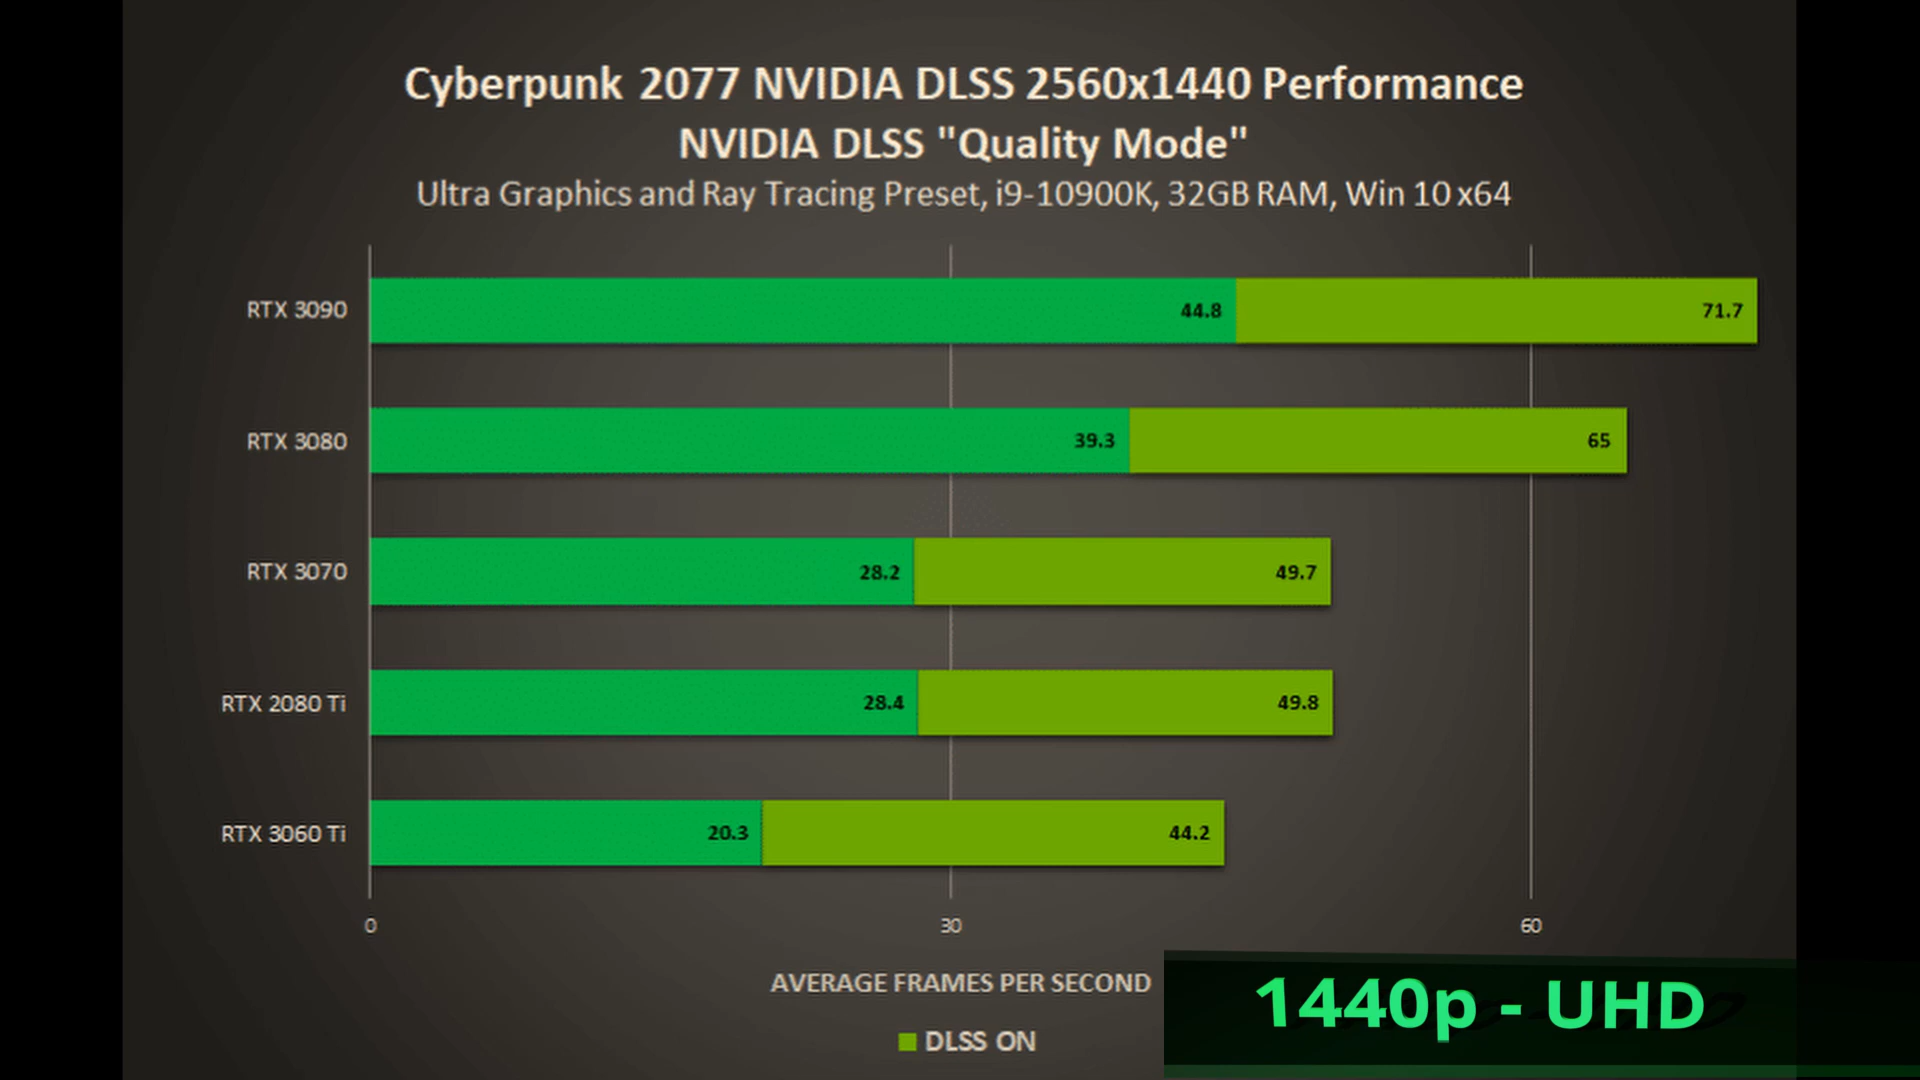 Cyberpunk 2077 NVIDIA DLSS 2560x1440 Performance
NVIDIA DLSS "Quality Mode"
Ultra Graphics and Ray Tracing Preset, i9-10900K, 32GB RAM, Win 10 x64
RTX 3090 44.8 71.7
RTX 3080 39.3 65
RTX 3070 28.2 49.7
RTX 2080 Ti 28.4 49.8
RTX 3060 Ti 20.3 44.2
0 30 60
AVERAGE FRAMES PER SECOND
DLSS ON
1440p - UHD